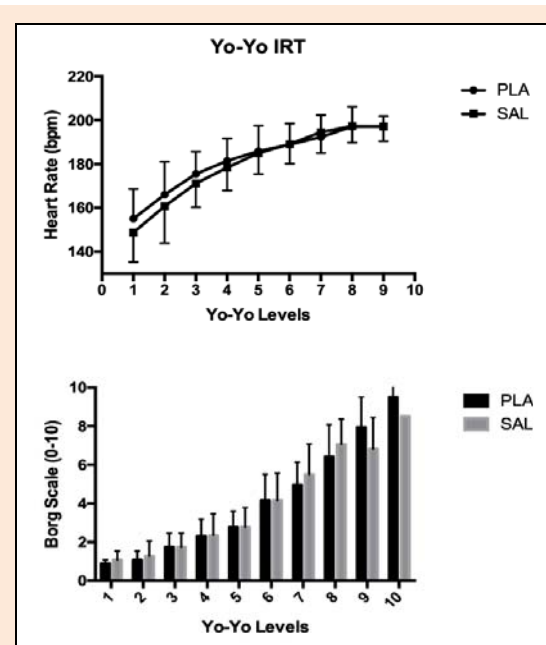 Yo-Yo IRT
220
200
180
160
140
Heart Rate (bpm)
0 1 2 3 4 5 6 7 8 9 10
Yo-Yo Levels
PLA
SAL
10
8
6
4
2
0
Borg Scale (0-10)
1 2 3 4 5 6 7 8 9 10
Yo-Yo Levels
PLA
SAL